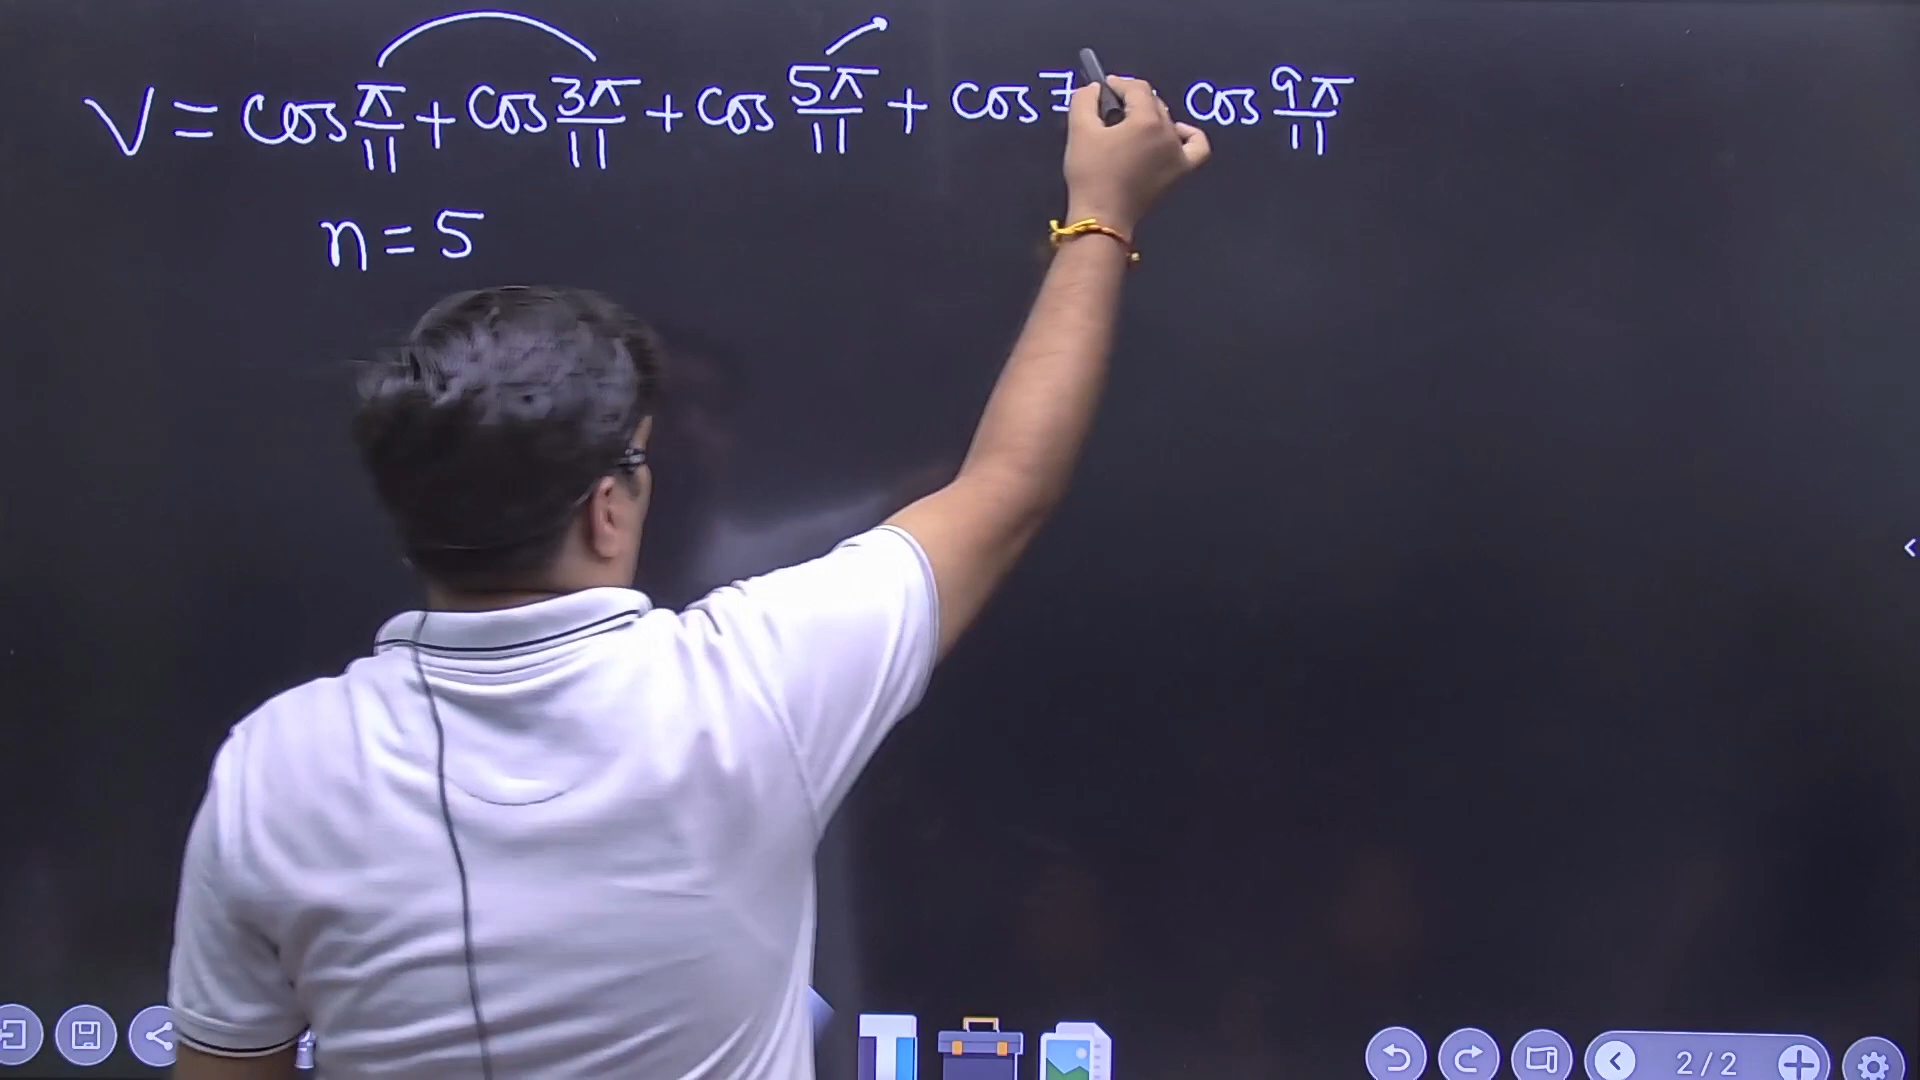 V = cos π/11 + cos 3π/11 + cos 5π/11 + cos 7 cos 9π/11
n = 5
2/2